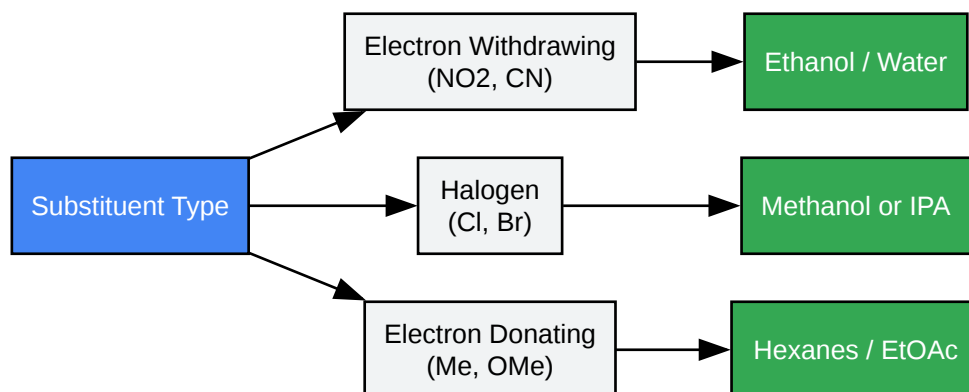 Electron Withdrawing
(NO2, CN)
Ethanol / Water
Substituent Type
Halogen
(Cl, Br)
Methanol or IPA
Electron Donating
(Me, OMe)
Hexanes / EtOAc